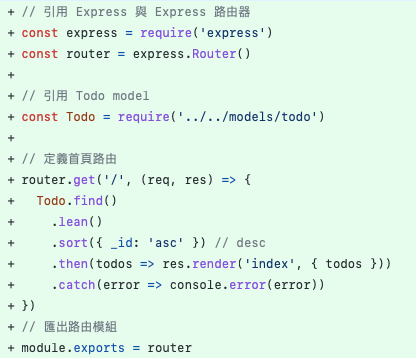 + // 引用 Express 與 Express 路由器
+ const express = require('express')
+ const router = express.Router()
+
+ // 引用 Todo model
+ const Todo = require('../../models/todo')
+
+ // 定義首頁路由
+ router.get('/', (req, res) => {
+   Todo.find()
+     .lean()
+     .sort({ _id: 'asc' }) // desc
+     .then(todos => res.render('index', { todos }))
+     .catch(error => console.error(error))
+ })
+ // 匯出路由模組
+ module.exports = router